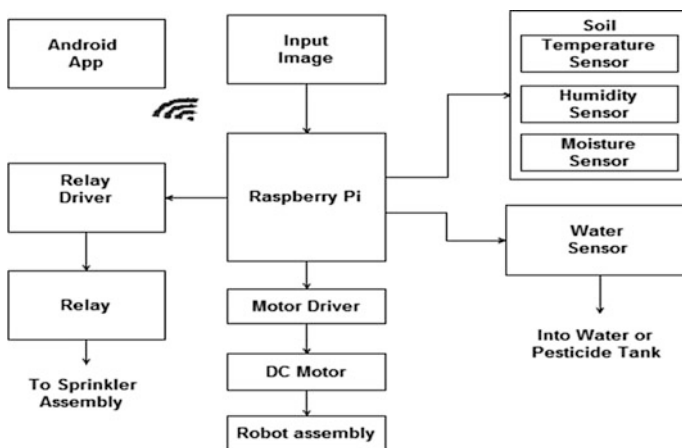 Android
App
Input
Image
Soil
Temperature
Sensor
Humidity
Sensor
Moisture
Sensor
Relay
Driver
Raspberry Pi
Water
Sensor
Relay
Motor Driver
Into Water or
Pesticide Tank
DC Motor
To Sprinkler
Assembly
Robot assembly